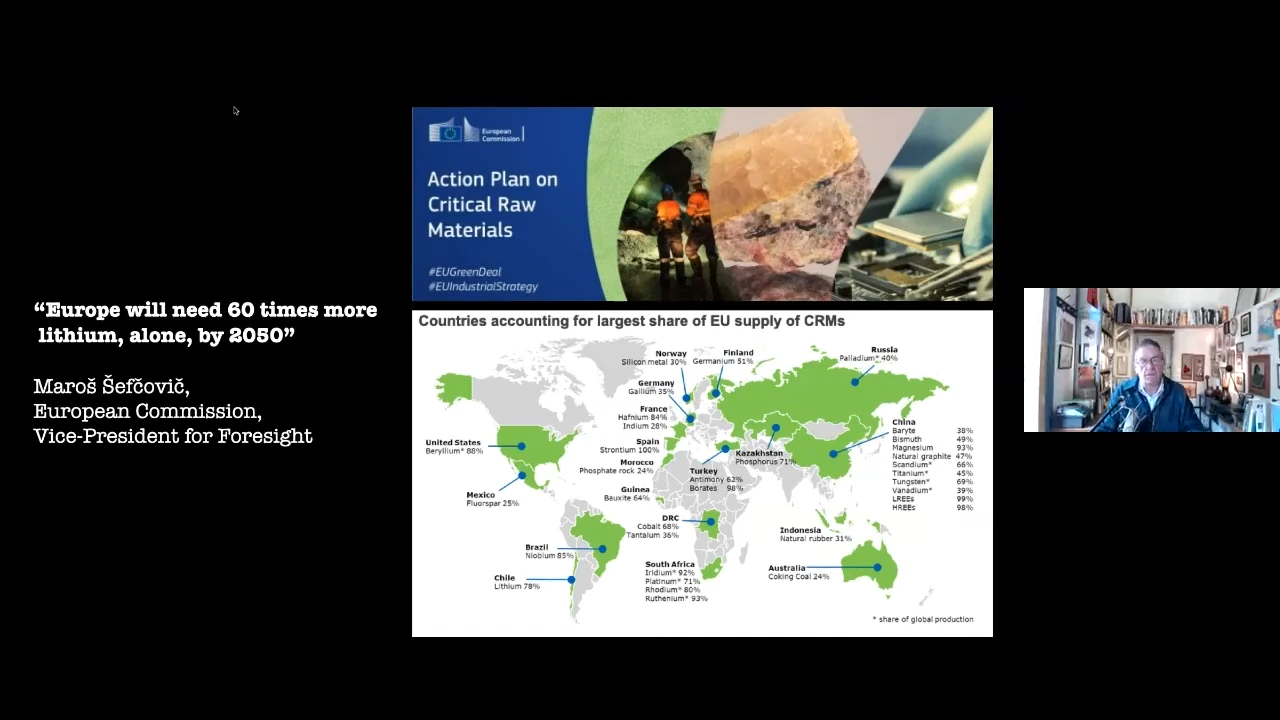 “Europe will need 60 times more
lithium, alone, by 2050”
Maroš Šefčovič,
European Commission,
Vice-President for Foresight
European
Commission
Action Plan on
Critical Raw
Materials
#EUGreenDeal
#EUIndustrialStrategy
Countries accounting for largest share of EU supply of CRMs
Norway
Silicon metal 30%
Finland
Germanium 51%
Russia
Palladium* 40%
Germany
Gallium 35%
France
Hafnium 84%
Indium 28%
United States
Beryllium* 88%
Spain
Strontium 100%
Morocco
Phosphate rock 24%
Kazakhstan
Phosphorus 71%
Turkey
Antimony 62%
Borates 98%
China
Baryte 38%
Bismuth 49%
Magnesium 93%
Natural graphite 47%
Scandium* 66%
Titanium* 45%
Tungsten* 69%
Vanadium* 39%
LREEs 99%
HREEs 98%
Mexico
Fluorspar 25%
Guinea
Bauxite 64%
DRC
Cobalt 68%
Tantalum 36%
Indonesia
Natural rubber 31%
Brazil
Niobium 85%
Chile
Lithium 78%
South Africa
Iridium* 92%
Platinum* 71%
Rhodium* 80%
Ruthenium* 93%
Australia
Coking Coal 24%
* share of global production